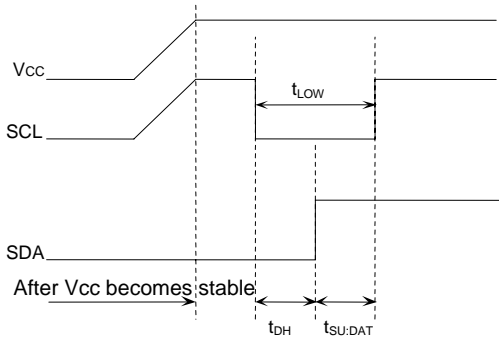 VCC
tLOW
SCL
SDA
After Vcc becomes stable
tDH
tSU:DAT